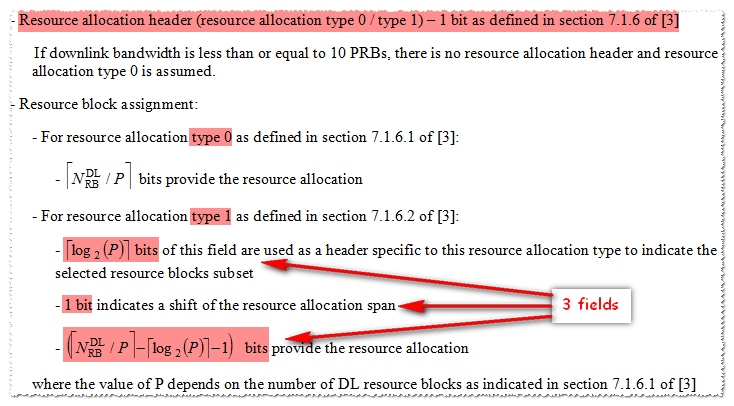 - Resource allocation header (resource allocation type 0 / type 1) – 1 bit as defined in section 7.1.6 of [3]
If downlink bandwidth is less than or equal to 10 PRBs, there is no resource allocation header and resource
allocation type 0 is assumed.
- Resource block assignment:
- For resource allocation type 0 as defined in section 7.1.6.1 of [3]:
- ⌈N_RB^DL / P⌉ bits provide the resource allocation
- For resource allocation type 1 as defined in section 7.1.6.2 of [3]:
- ⌈log₂(P)⌉ bits of this field are used as a header specific to this resource allocation type to indicate the
selected resource blocks subset
- 1 bit indicates a shift of the resource allocation span
3 fields
- (⌈N_RB^DL / P⌉ − ⌈log₂(P)⌉ − 1) bits provide the resource allocation
where the value of P depends on the number of DL resource blocks as indicated in section 7.1.6.1 of [3]